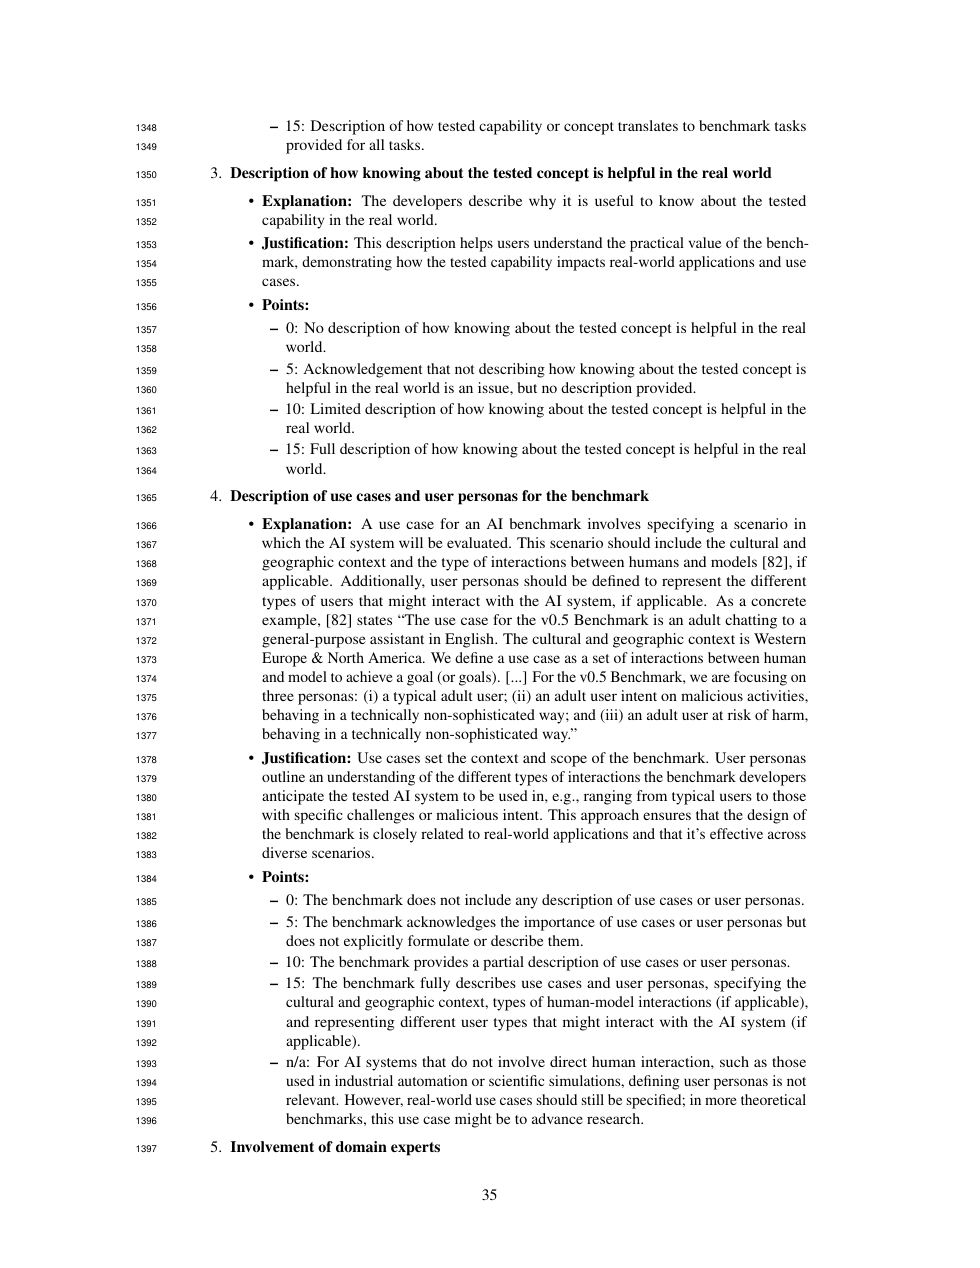 1348 – 15: Description of how tested capability or concept translates to benchmark tasks
1349 provided for all tasks.
1350 3. Description of how knowing about the tested concept is helpful in the real world
1351 • Explanation: The developers describe why it is useful to know about the tested
1352 capability in the real world.
1353 • Justification: This description helps users understand the practical value of the bench-
1354 mark, demonstrating how the tested capability impacts real-world applications and use
1355 cases.
1356 • Points:
1357 – 0: No description of how knowing about the tested concept is helpful in the real
1358 world.
1359 – 5: Acknowledgement that not describing how knowing about the tested concept is
1360 helpful in the real world is an issue, but no description provided.
1361 – 10: Limited description of how knowing about the tested concept is helpful in the
1362 real world.
1363 – 15: Full description of how knowing about the tested concept is helpful in the real
1364 world.
1365 4. Description of use cases and user personas for the benchmark
1366 • Explanation: A use case for an AI benchmark involves specifying a scenario in
1367 which the AI system will be evaluated. This scenario should include the cultural and
1368 geographic context and the type of interactions between humans and models [82], if
1369 applicable. Additionally, user personas should be defined to represent the different
1370 types of users that might interact with the AI system, if applicable. As a concrete
1371 example, [82] states “The use case for the v0.5 Benchmark is an adult chatting to a
1372 general-purpose assistant in English. The cultural and geographic context is Western
1373 Europe & North America. We define a use case as a set of interactions between human
1374 and model to achieve a goal (or goals). [...] For the v0.5 Benchmark, we are focusing on
1375 three personas: (i) a typical adult user; (ii) an adult user intent on malicious activities,
1376 behaving in a technically non-sophisticated way; and (iii) an adult user at risk of harm,
1377 behaving in a technically non-sophisticated way.”
1378 • Justification: Use cases set the context and scope of the benchmark. User personas
1379 outline an understanding of the different types of interactions the benchmark developers
1380 anticipate the tested AI system to be used in, e.g., ranging from typical users to those
1381 with specific challenges or malicious intent. This approach ensures that the design of
1382 the benchmark is closely related to real-world applications and that it’s effective across
1383 diverse scenarios.
1384 • Points:
1385 – 0: The benchmark does not include any description of use cases or user personas.
1386 – 5: The benchmark acknowledges the importance of use cases or user personas but
1387 does not explicitly formulate or describe them.
1388 – 10: The benchmark provides a partial description of use cases or user personas.
1389 – 15: The benchmark fully describes use cases and user personas, specifying the
1390 cultural and geographic context, types of human-model interactions (if applicable),
1391 and representing different user types that might interact with the AI system (if
1392 applicable).
1393 – n/a: For AI systems that do not involve direct human interaction, such as those
1394 used in industrial automation or scientific simulations, defining user personas is not
1395 relevant. However, real-world use cases should still be specified; in more theoretical
1396 benchmarks, this use case might be to advance research.
1397 5. Involvement of domain experts
35